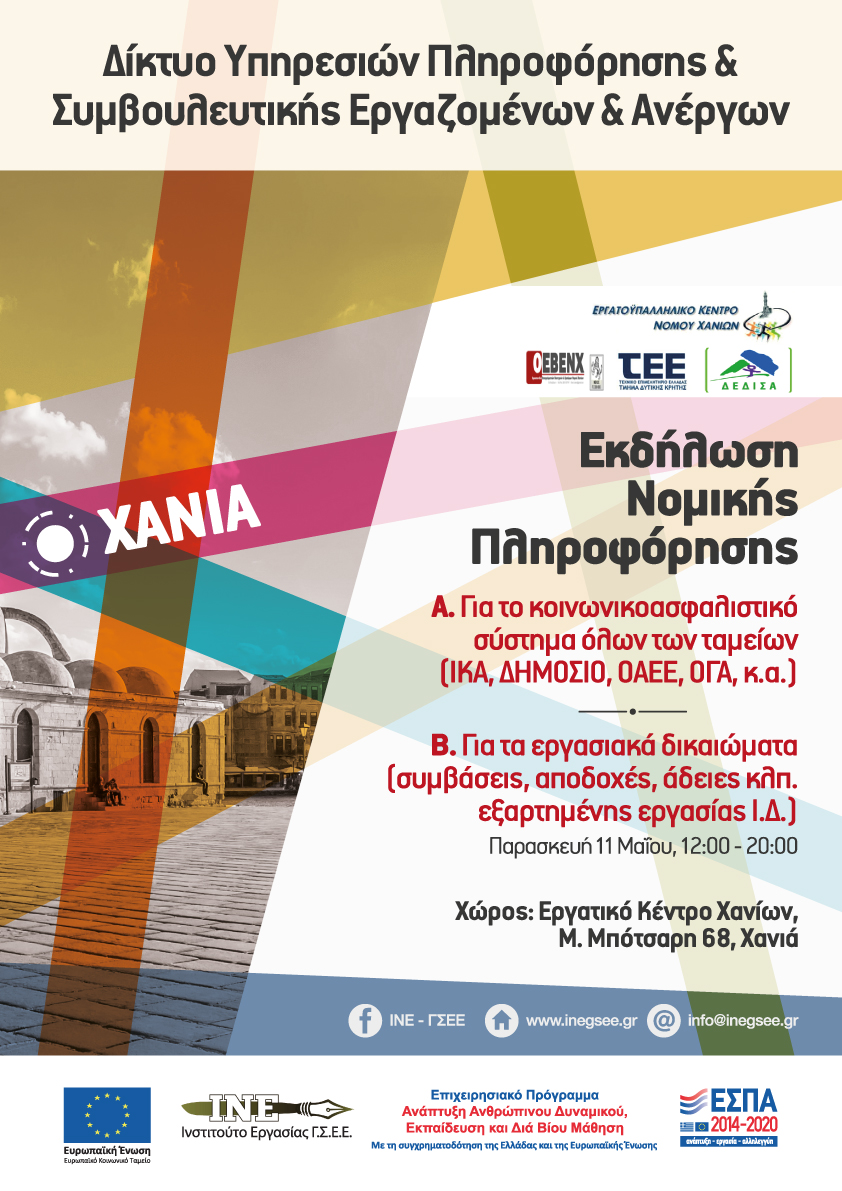 Δίκτυο Υπηρεσιών Πληροφόρησης &
Συμβουλευτικής Εργαζομένων & Ανέργων
ΕΡΓΑΤΟΫΠΑΛΛΗΛΙΚΟ ΚΕΝΤΡΟ
ΝΟΜΟΥ ΧΑΝΙΩΝ
ΟΕΒΕΝΧ
ΤΕΕ
ΤΕΧΝΙΚΟ ΕΠΙΜΕΛΗΤΗΡΙΟ ΕΛΛΑΔΑΣ
ΤΜΗΜΑ ΔΥΤΙΚΗΣ ΚΡΗΤΗΣ
ΔΕΔΙΣΑ
Εκδήλωση
Νομικής
Πληροφόρησης
ΧΑΝΙΑ
Α. Για το κοινωνικοασφαλιστικό
σύστημα όλων των ταμείων
(ΙΚΑ, ΔΗΜΟΣΙΟ, ΟΑΕΕ, ΟΓΑ, κ.α.)
Β. Για τα εργασιακά δικαιώματα
(συμβάσεις, αποδοχές, άδειες κλπ.
εξαρτημένης εργασίας Ι.Δ.)
Παρασκευή 11 Μαΐου, 12:00 - 20:00
Χώρος: Εργατικό Κέντρο Χανίων,
Μ. Μπότσαρη 68, Χανιά
ΙΝΕ - ΓΣΕΕ
www.inegsee.gr
info@inegsee.gr
Ευρωπαϊκή Ένωση
Ευρωπαϊκό Κοινωνικό Ταμείο
ΙΝΕ
Ινστιτούτο Εργασίας Γ.Σ.Ε.Ε.
Επιχειρησιακό Πρόγραμμα
Ανάπτυξη Ανθρώπινου Δυναμικού,
Εκπαίδευση και Διά Βίου Μάθηση
Με τη συγχρηματοδότηση της Ελλάδας και της Ευρωπαϊκής Ένωσης
ΕΣΠΑ
2014-2020
ανάπτυξη - εργασία - αλληλεγγύη